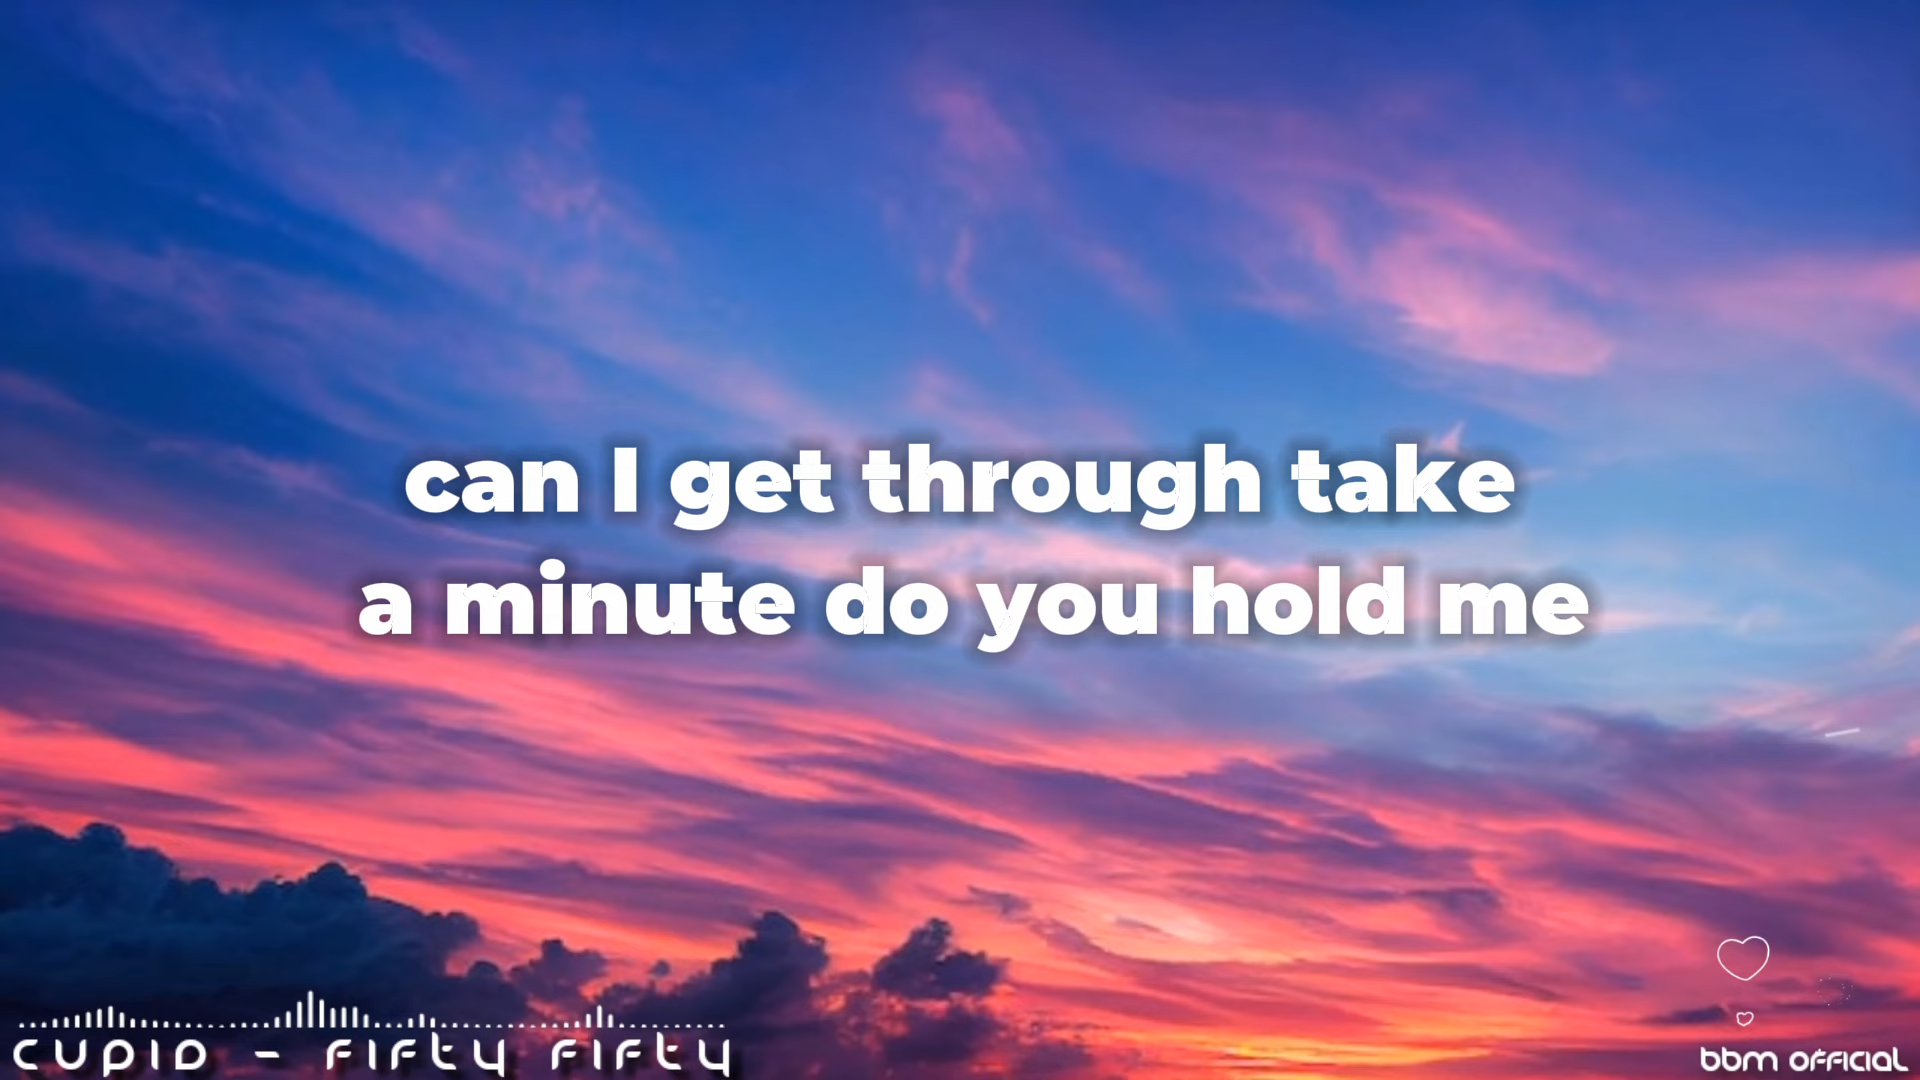 can I get through take
a minute do you hold me
CUPID - FIFTY FIFTY
bbm official